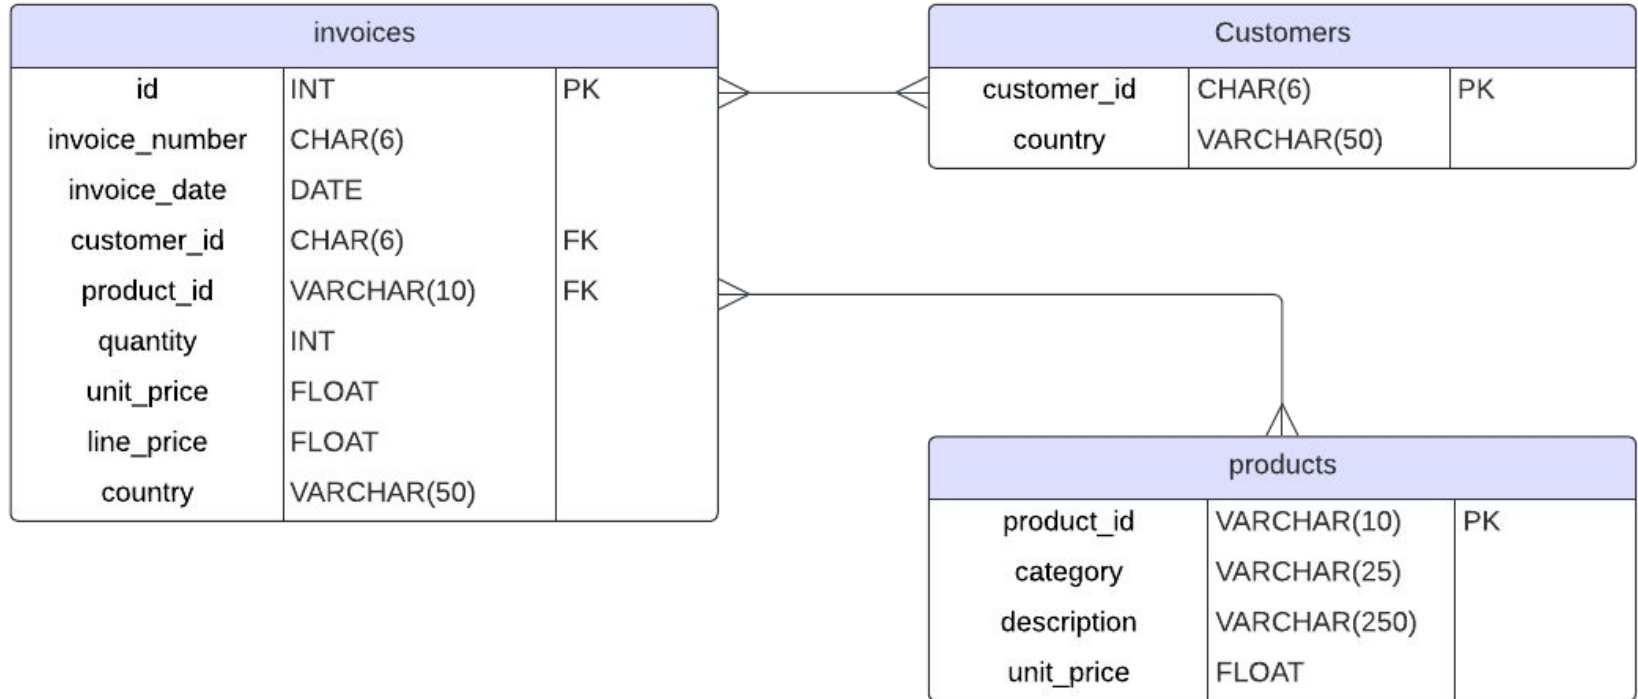 invoices
id INT PK
invoice_number CHAR(6)
invoice_date DATE
customer_id CHAR(6) FK
product_id VARCHAR(10) FK
quantity INT
unit_price FLOAT
line_price FLOAT
country VARCHAR(50)
Customers
customer_id CHAR(6) PK
country VARCHAR(50)
products
product_id VARCHAR(10) PK
category VARCHAR(25)
description VARCHAR(250)
unit_price FLOAT